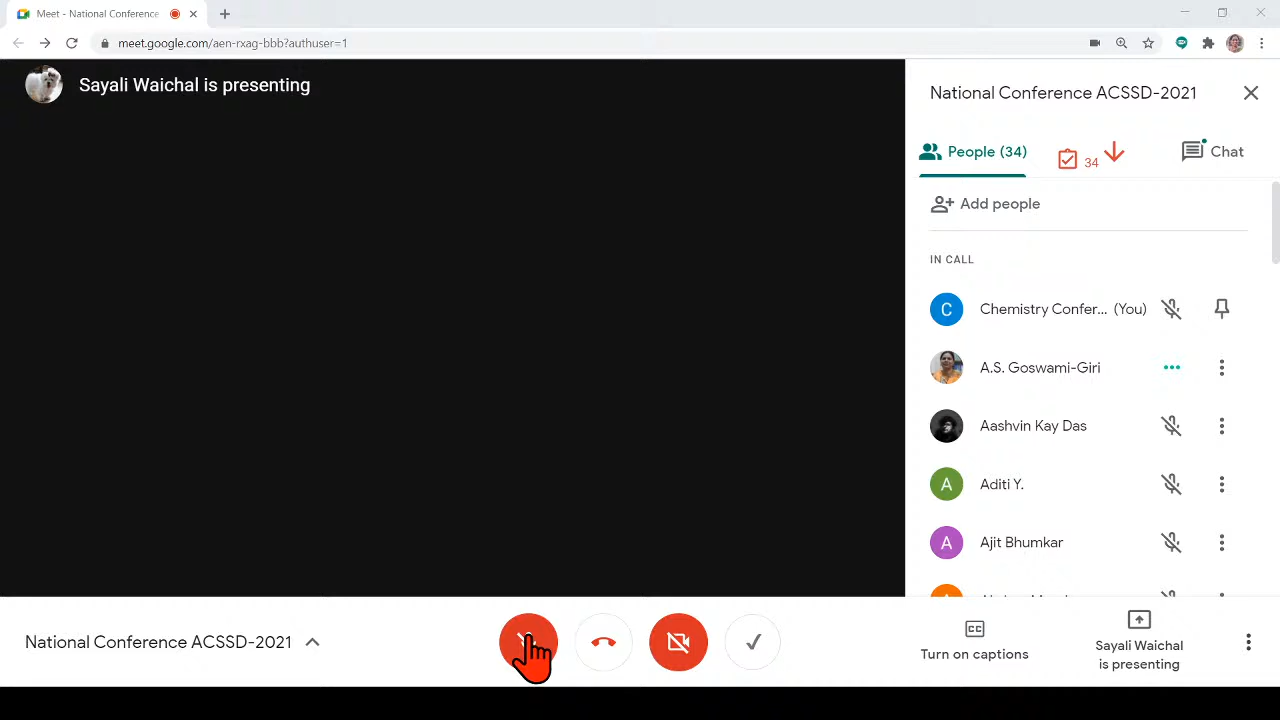 Meet - National Conference
meet.google.com/aen-rxag-bbb?authuser=1
Sayali Waichal is presenting
National Conference ACSSD-2021
People (34)
34
Chat
Add people
IN CALL
C
Chemistry Confer... (You)
A.S. Goswami-Giri
Aashvin Kay Das
A
Aditi Y.
A
Ajit Bhumkar
National Conference ACSSD-2021
CC
Turn on captions
Sayali Waichal
is presenting